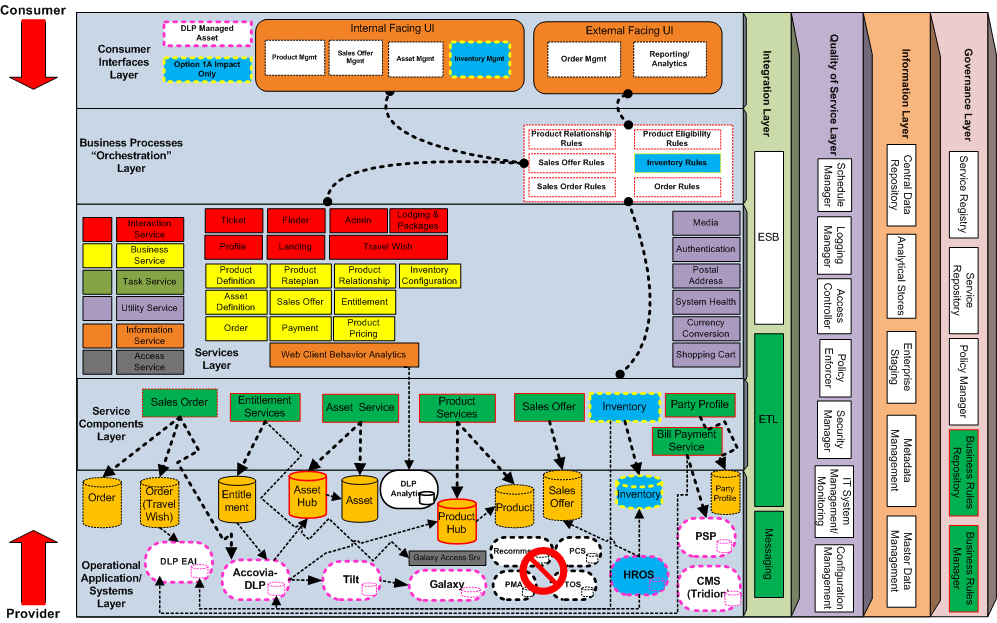 Consumer
Provider
Consumer
Interfaces
Layer
DLP Managed
Asset
Option 1A Impact
Only
Internal Facing UI
Product Mgmt
Sales Offer
Mgmt
Asset Mgmt
Inventory Mgmt
External Facing UI
Order Mgmt
Reporting/
Analytics
Business Processes
“Orchestration”
Layer
Product Relationship
Rules
Product Eligibility
Rules
Sales Offer Rules
Inventory Rules
Sales Order Rules
Order Rules
Interaction
Service
Business
Service
Task Service
Utility Service
Information
Service
Access
Service
Ticket
Finder
Admin
Lodging &
Packages
Profile
Landing
Travel Wish
Product
Definition
Product
Rateplan
Product
Relationship
Inventory
Configuration
Asset
Definition
Sales Offer
Entitlement
Order
Payment
Product
Pricing
Web Client Behavior Analytics
Services
Layer
Media
Authentication
Postal
Address
System Health
Currency
Conversion
Shopping Cart
Service
Components
Layer
Sales Order
Entitlement
Services
Asset Service
Product
Services
Sales Offer
Inventory
Party Profile
Bill Payment
Service
Operational
Application/
Systems Layer
Order
Order
(Travel
Wish)
Entitle
ment
Asset
Hub
Asset
DLP
Product
Hub
Product
Sales
Offer
Inventory
Party
Profile
DLP EAI
Accovia-
DLP
Tilt
Galaxy Access Srv
Galaxy
PCS
TOS
HROS
PSP
CMS
Integration Layer
ESB
ETL
Messaging
Quality of Service Layer
Schedule
Manager
Logging
Manager
Access
Controller
Policy
Enforcer
Security
Manager
IT System
Management/
Monitoring
Configuration
Management
Information Layer
Central Data
Repository
Analytical Stores
Enterprise
Staging
Metadata
Management
Master Data
Management
Governance Layer
Service Registry
Service
Repository
Policy Manager
Business Rules
Repository
Business Rules
Manager